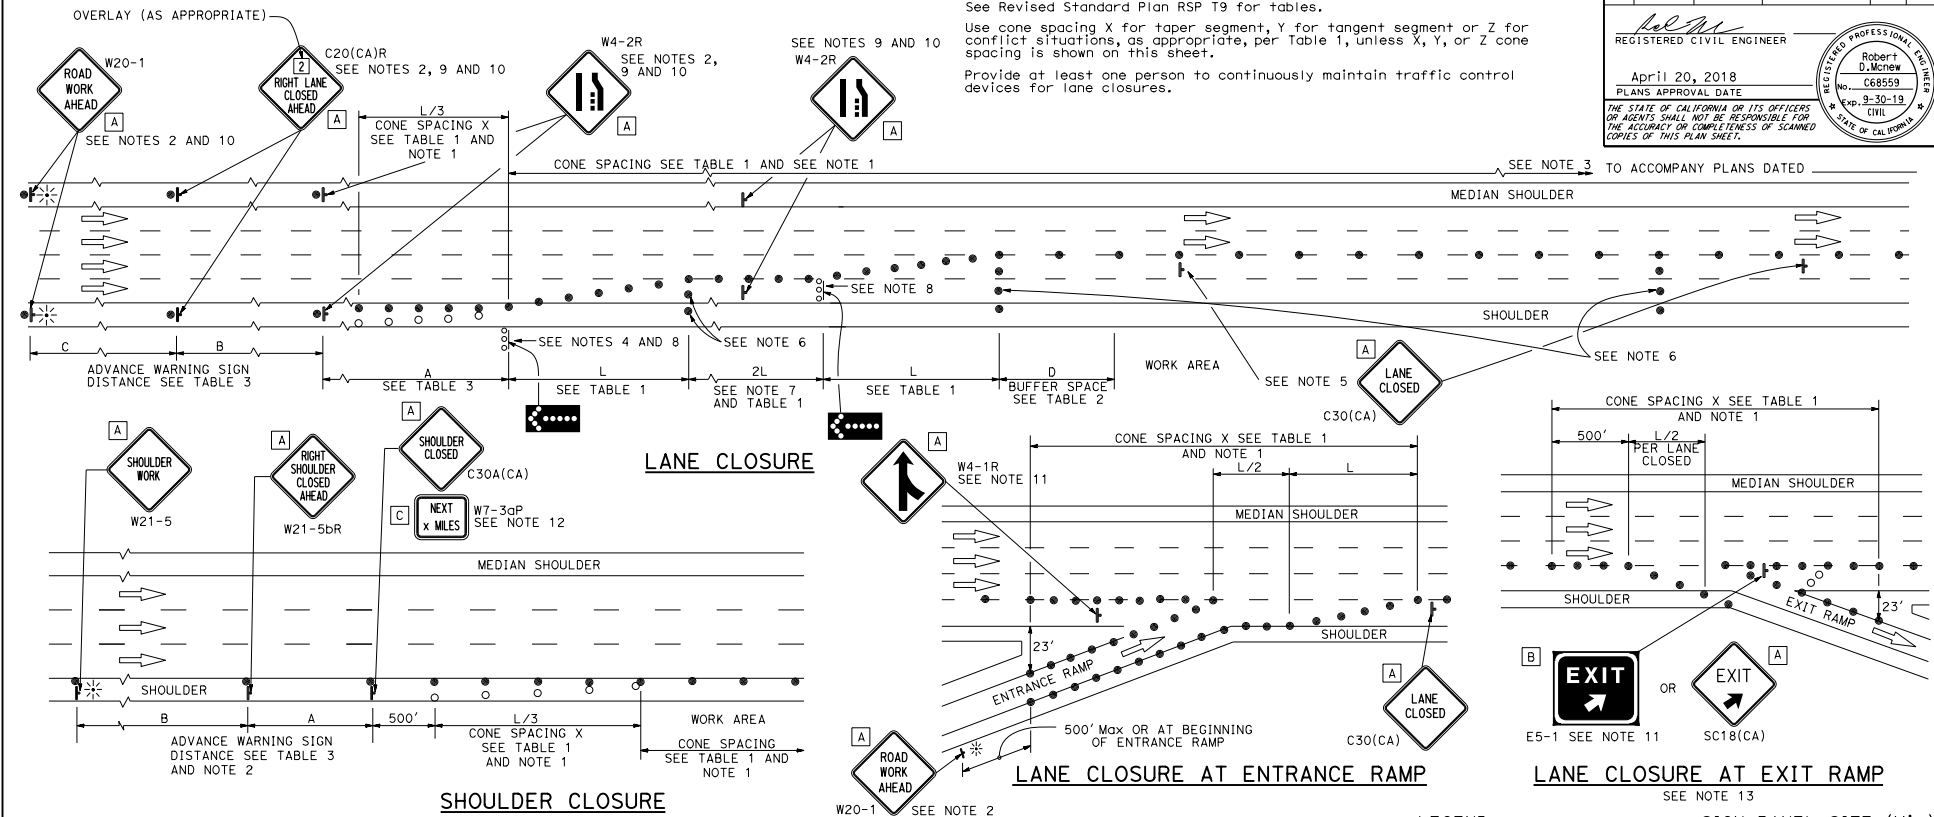 See Revised Standard Plan RSP T9 for tables.
Use cone spacing X for taper segment, Y for tangent segment or Z for
conflict situations, as appropriate, per Table 1, unless X, Y, or Z cone
spacing is shown on this sheet.
Provide at least one person to continuously maintain traffic control
devices for lane closures.
REGISTERED CIVIL ENGINEER
April 20, 2018
PLANS APPROVAL DATE
THE STATE OF CALIFORNIA OR ITS OFFICERS
OR AGENTS SHALL NOT BE RESPONSIBLE FOR
THE ACCURACY OR COMPLETENESS OF SCANNED
COPIES OF THIS PLAN SHEET.
REGISTERED PROFESSIONAL ENGINEER
Robert
D.Mcnew
No. C68559
Exp. 9-30-19
CIVIL
STATE OF CALIFORNIA
TO ACCOMPANY PLANS DATED
OVERLAY (AS APPROPRIATE)
ROAD
WORK
AHEAD
W20-1
A
SEE NOTES 2 AND 10
2
RIGHT LANE
CLOSED
AHEAD
C20(CA)R
SEE NOTES 2, 9 AND 10
A
L/3
CONE SPACING X
SEE TABLE 1 AND
NOTE 1
W4-2R
SEE NOTES 2,
9 AND 10
A
SEE NOTES 9 AND 10
W4-2R
A
CONE SPACING SEE TABLE 1 AND SEE NOTE 1
SEE NOTE 3
MEDIAN SHOULDER
SEE NOTE 8
SHOULDER
SEE NOTES 4 AND 8
SEE NOTE 6
SEE NOTE 6
C
B
ADVANCE WARNING SIGN
DISTANCE SEE TABLE 3
A
SEE TABLE 3
L
SEE TABLE 1
2L
SEE NOTE 7
AND TABLE 1
L
SEE TABLE 1
D
BUFFER SPACE
SEE TABLE 2
WORK AREA
SEE NOTE 5
A
LANE
CLOSED
C30(CA)
LANE CLOSURE
A
SHOULDER
WORK
W21-5
A
RIGHT
SHOULDER
CLOSED
AHEAD
W21-5bR
A
SHOULDER
CLOSED
C30A(CA)
C
NEXT
x MILES
W7-3aP
SEE NOTE 12
MEDIAN SHOULDER
SHOULDER
B
A
500'
L/3
WORK AREA
ADVANCE WARNING SIGN
DISTANCE SEE TABLE 3
AND NOTE 2
CONE SPACING X
SEE TABLE 1
AND NOTE 1
CONE SPACING
SEE TABLE 1 AND
NOTE 1
SHOULDER CLOSURE
A
W4-1R
SEE NOTE 11
CONE SPACING X SEE TABLE 1
AND NOTE 1
L/2
L
MEDIAN SHOULDER
SHOULDER
23'
ENTRANCE RAMP
500' Max OR AT BEGINNING
OF ENTRANCE RAMP
A
ROAD
WORK
AHEAD
W20-1
SEE NOTE 2
A
LANE
CLOSED
C30(CA)
LANE CLOSURE AT ENTRANCE RAMP
CONE SPACING X SEE TABLE 1
AND NOTE 1
500'
L/2
PER LANE
CLOSED
MEDIAN SHOULDER
SHOULDER
EXIT RAMP
23'
B
EXIT
E5-1 SEE NOTE 11
OR
A
EXIT
SC18(CA)
LANE CLOSURE AT EXIT RAMP
SEE NOTE 13